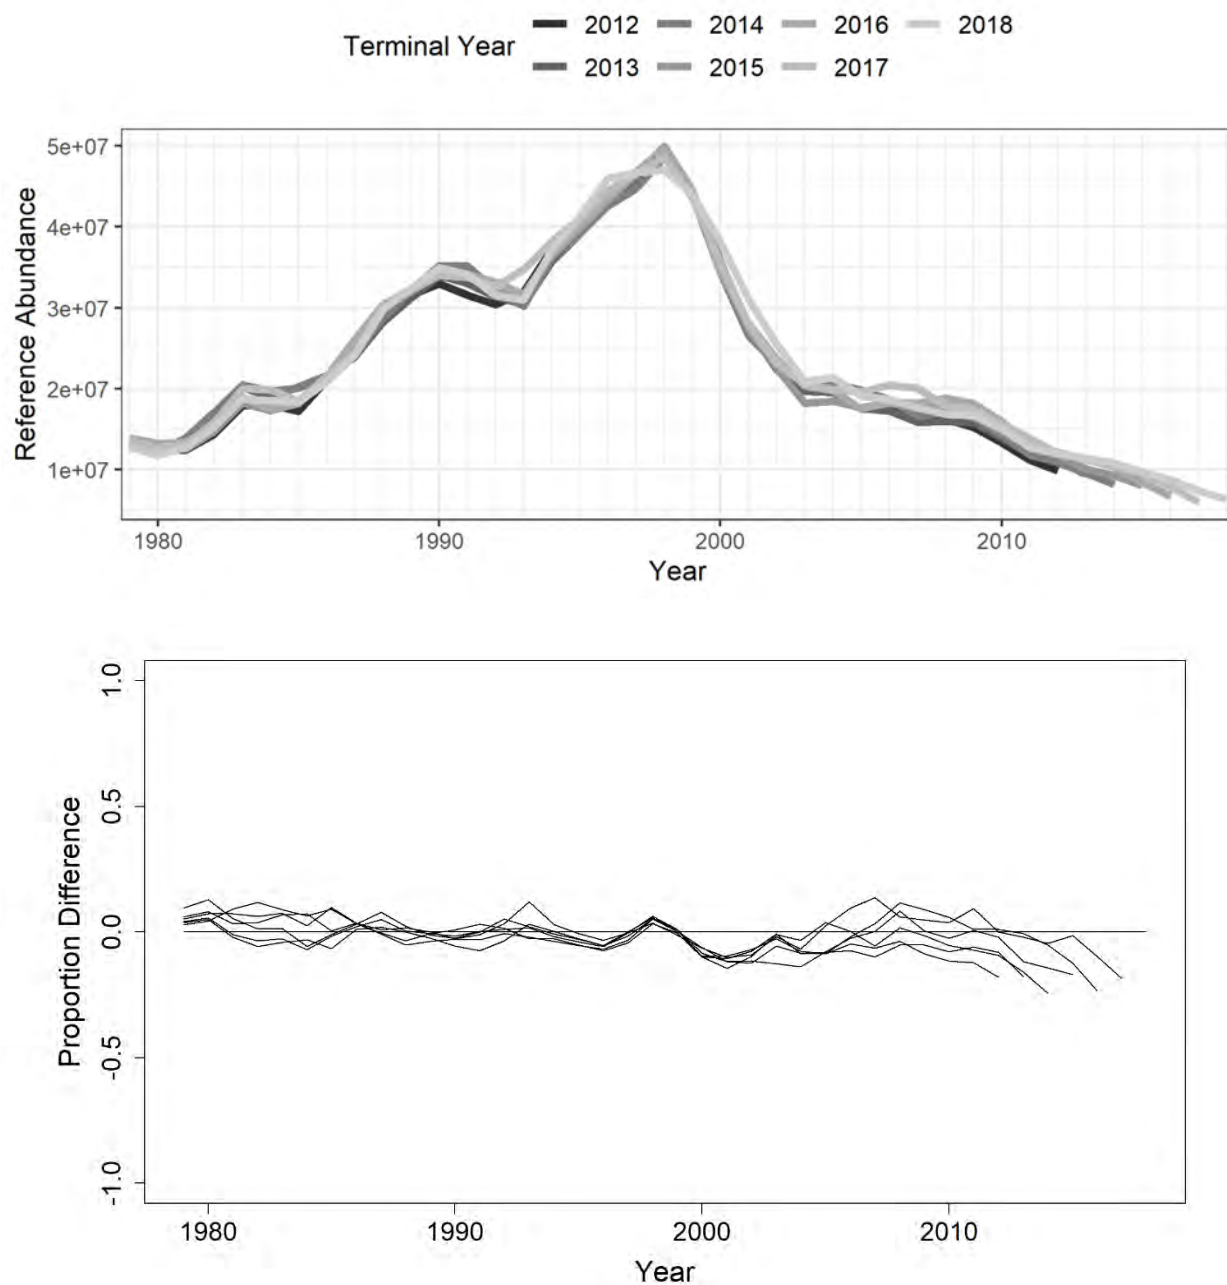 Terminal Year
2012 2014 2016 2018
2013 2015 2017
Reference Abundance
5e+07
4e+07
3e+07
2e+07
1e+07
1980 1990 2000 2010
Year
Proportion Difference
1.0
0.5
0.0
-0.5
-1.0
1980 1990 2000 2010
Year